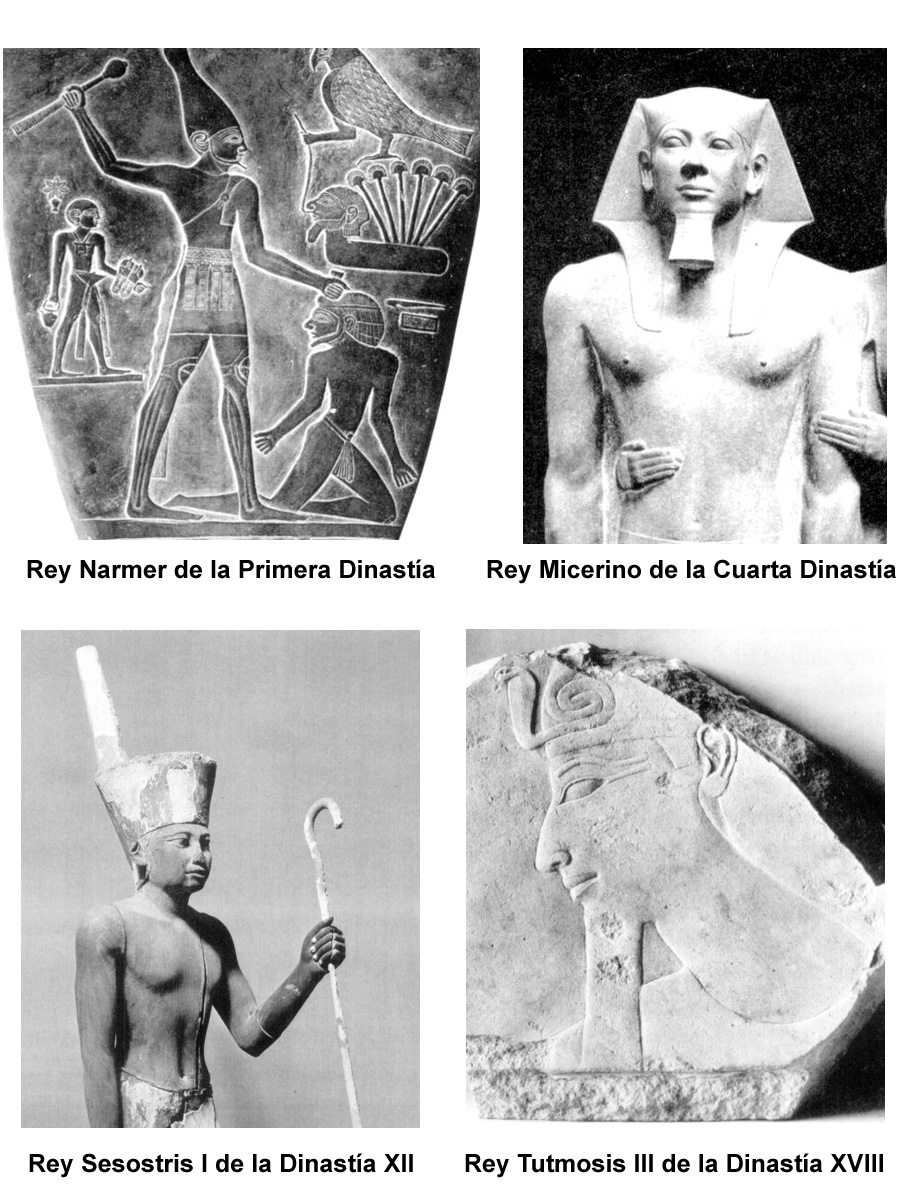 Rey Narmer de la Primera Dinastía
Rey Micerino de la Cuarta Dinastía
Rey Sesostris I de la Dinastía XII
Rey Tutmosis III de la Dinastía XVIII